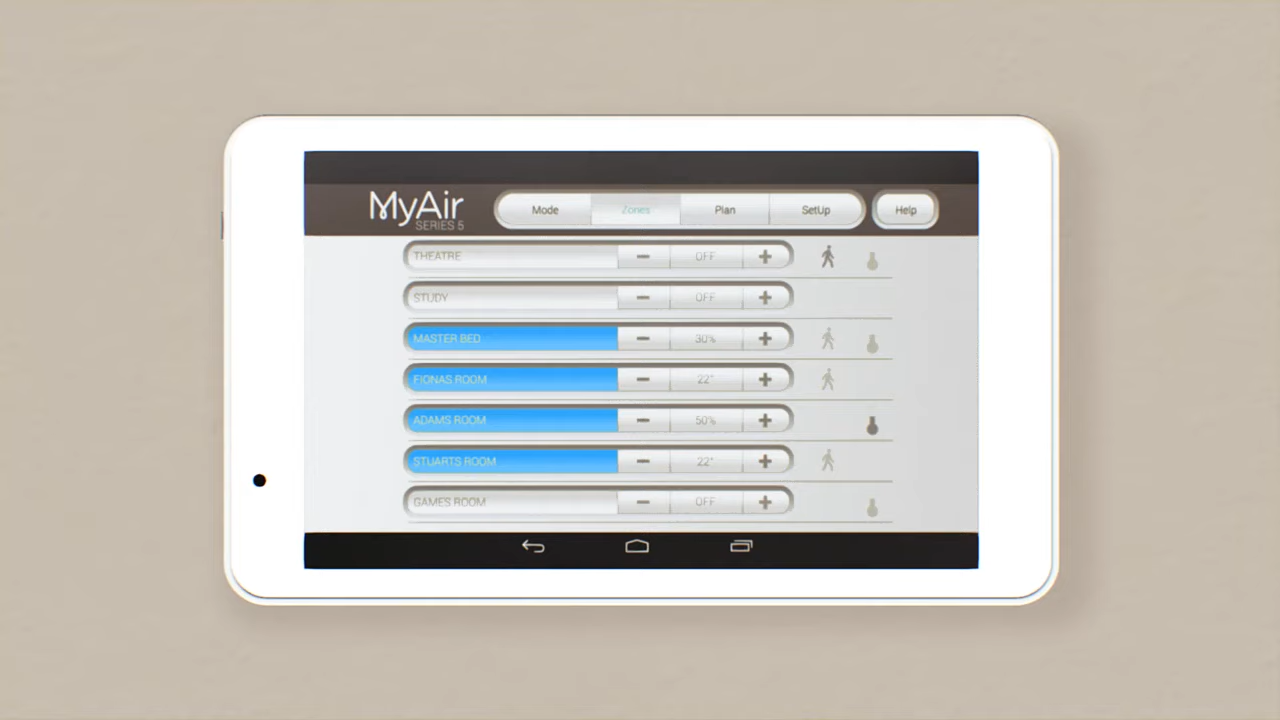 MyAir
SERIES 5
Mode Zones Plan SetUp Help
THEATRE OFF
STUDY OFF
MASTER BED 30%
FIONAS ROOM 22°
ADAMS ROOM 50%
STUARTS ROOM 22°
GAMES ROOM OFF